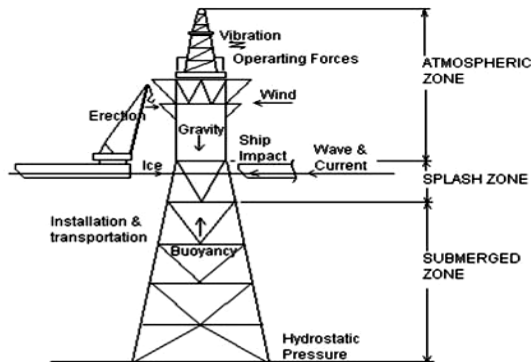 Vibration
Operarting Forces
ATMOSPHERIC
ZONE
Wind
Erection
Gravity
Ship
Impact
Wave &
Current
Ice
SPLASH ZONE
Installation &
transportation
Buoyancy
SUBMERGED
ZONE
Hydrostatic
Pressure